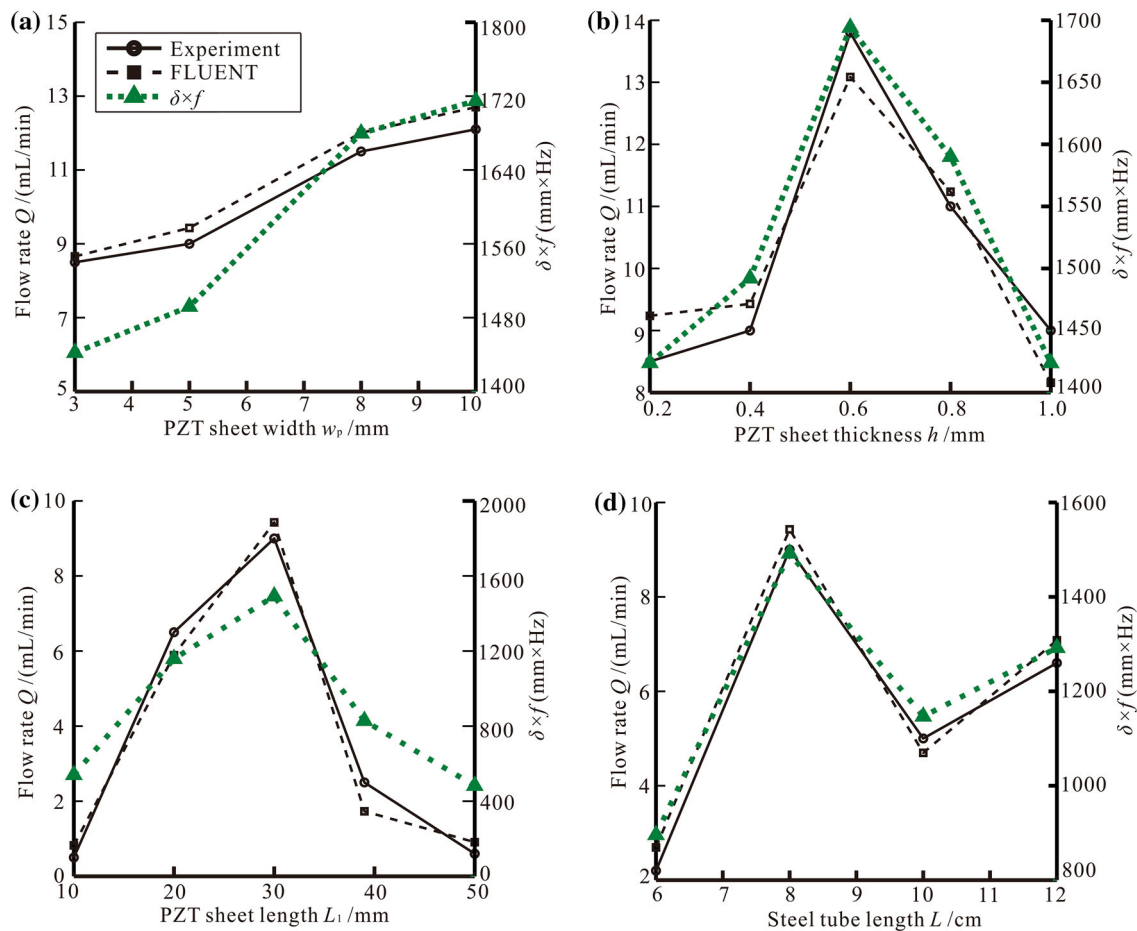 (a)
15
13
11
9
7
5
Flow rate Q /(mL/min)
Experiment
FLUENT
δ×f
1800
1720
1640
1560
1480
1400
δ×f (mm×Hz)
3 4 5 6 7 8 9 10
PZT sheet width wp /mm
(b)
14
13
12
11
10
9
8
Flow rate Q /(mL/min)
1700
1650
1600
1550
1500
1450
1400
δ×f (mm×Hz)
0.2 0.4 0.6 0.8 1.0
PZT sheet thickness h /mm
(c)
10
8
6
4
2
0
Flow rate Q /(mL/min)
2000
1600
1200
800
400
0
δ×f (mm×Hz)
10 20 30 40 50
PZT sheet length L1 /mm
(d)
10
8
6
4
2
Flow rate Q /(mL/min)
1600
1400
1200
1000
800
δ×f (mm×Hz)
6 7 8 9 10 11 12
Steel tube length L /cm